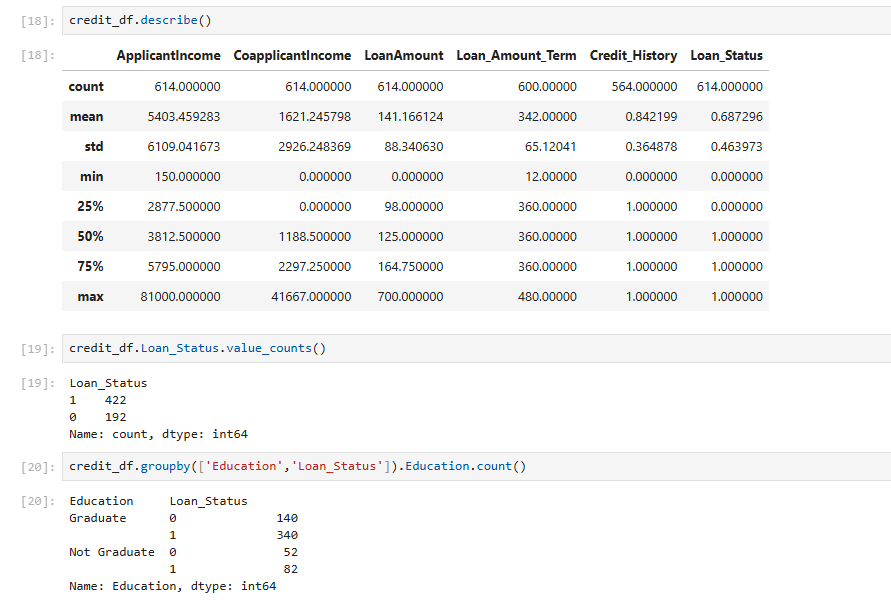 [18]: credit_df.describe()
[18]: ApplicantIncome CoapplicantIncome LoanAmount Loan_Amount_Term Credit_History Loan_Status
count 614.000000 614.000000 614.000000 600.00000 564.000000 614.000000
mean 5403.459283 1621.245798 141.166124 342.00000 0.842199 0.687296
std 6109.041673 2926.248369 88.340630 65.12041 0.364878 0.463973
min 150.000000 0.000000 0.000000 12.00000 0.000000 0.000000
25% 2877.500000 0.000000 98.000000 360.00000 1.000000 0.000000
50% 3812.500000 1188.500000 125.000000 360.00000 1.000000 1.000000
75% 5795.000000 2297.250000 164.750000 360.00000 1.000000 1.000000
max 81000.000000 41667.000000 700.000000 480.00000 1.000000 1.000000
[19]: credit_df.Loan_Status.value_counts()
[19]: Loan_Status
1 422
0 192
Name: count, dtype: int64
[20]: credit_df.groupby(['Education','Loan_Status']).Education.count()
[20]: Education Loan_Status
Graduate 0 140
1 340
Not Graduate 0 52
1 82
Name: Education, dtype: int64